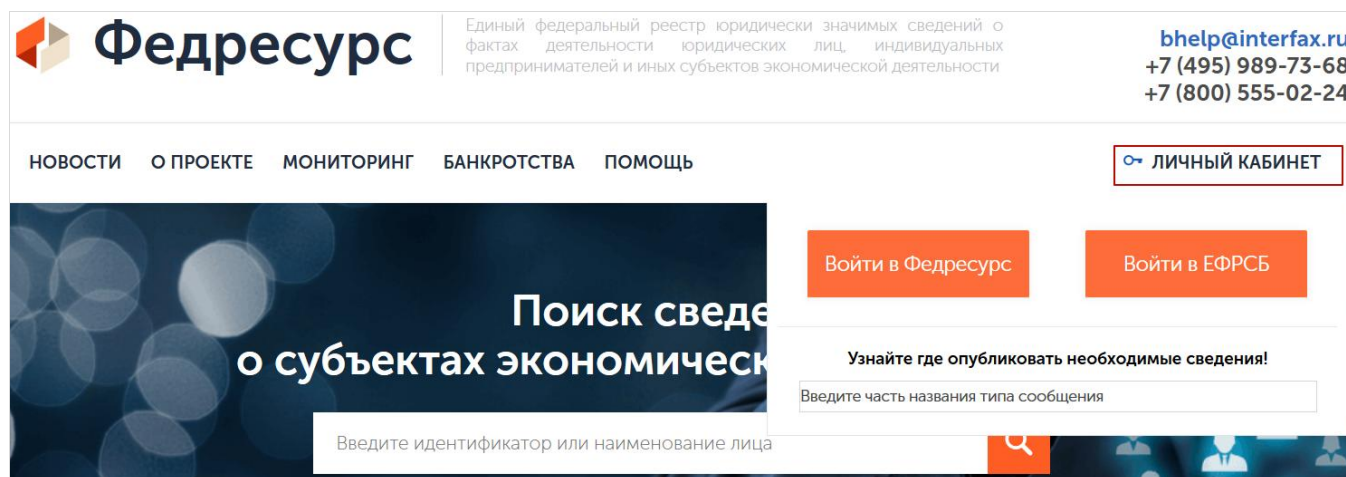 Федресурс
Единый федеральный реестр юридически значимых сведений о
фактах деятельности юридических лиц, индивидуальных
предпринимателей и иных субъектов экономической деятельности
bhelp@interfax.ru
+7 (495) 989-73-68
+7 (800) 555-02-24
НОВОСТИ О ПРОЕКТЕ МОНИТОРИНГ БАНКРОТСТВА ПОМОЩЬ
ЛИЧНЫЙ КАБИНЕТ
Войти в Федресурс
Войти в ЕФРСБ
Узнайте где опубликовать необходимые сведения!
Введите часть названия типа сообщения
Поиск сведе
о субъектах экономическ
Введите идентификатор или наименование лица